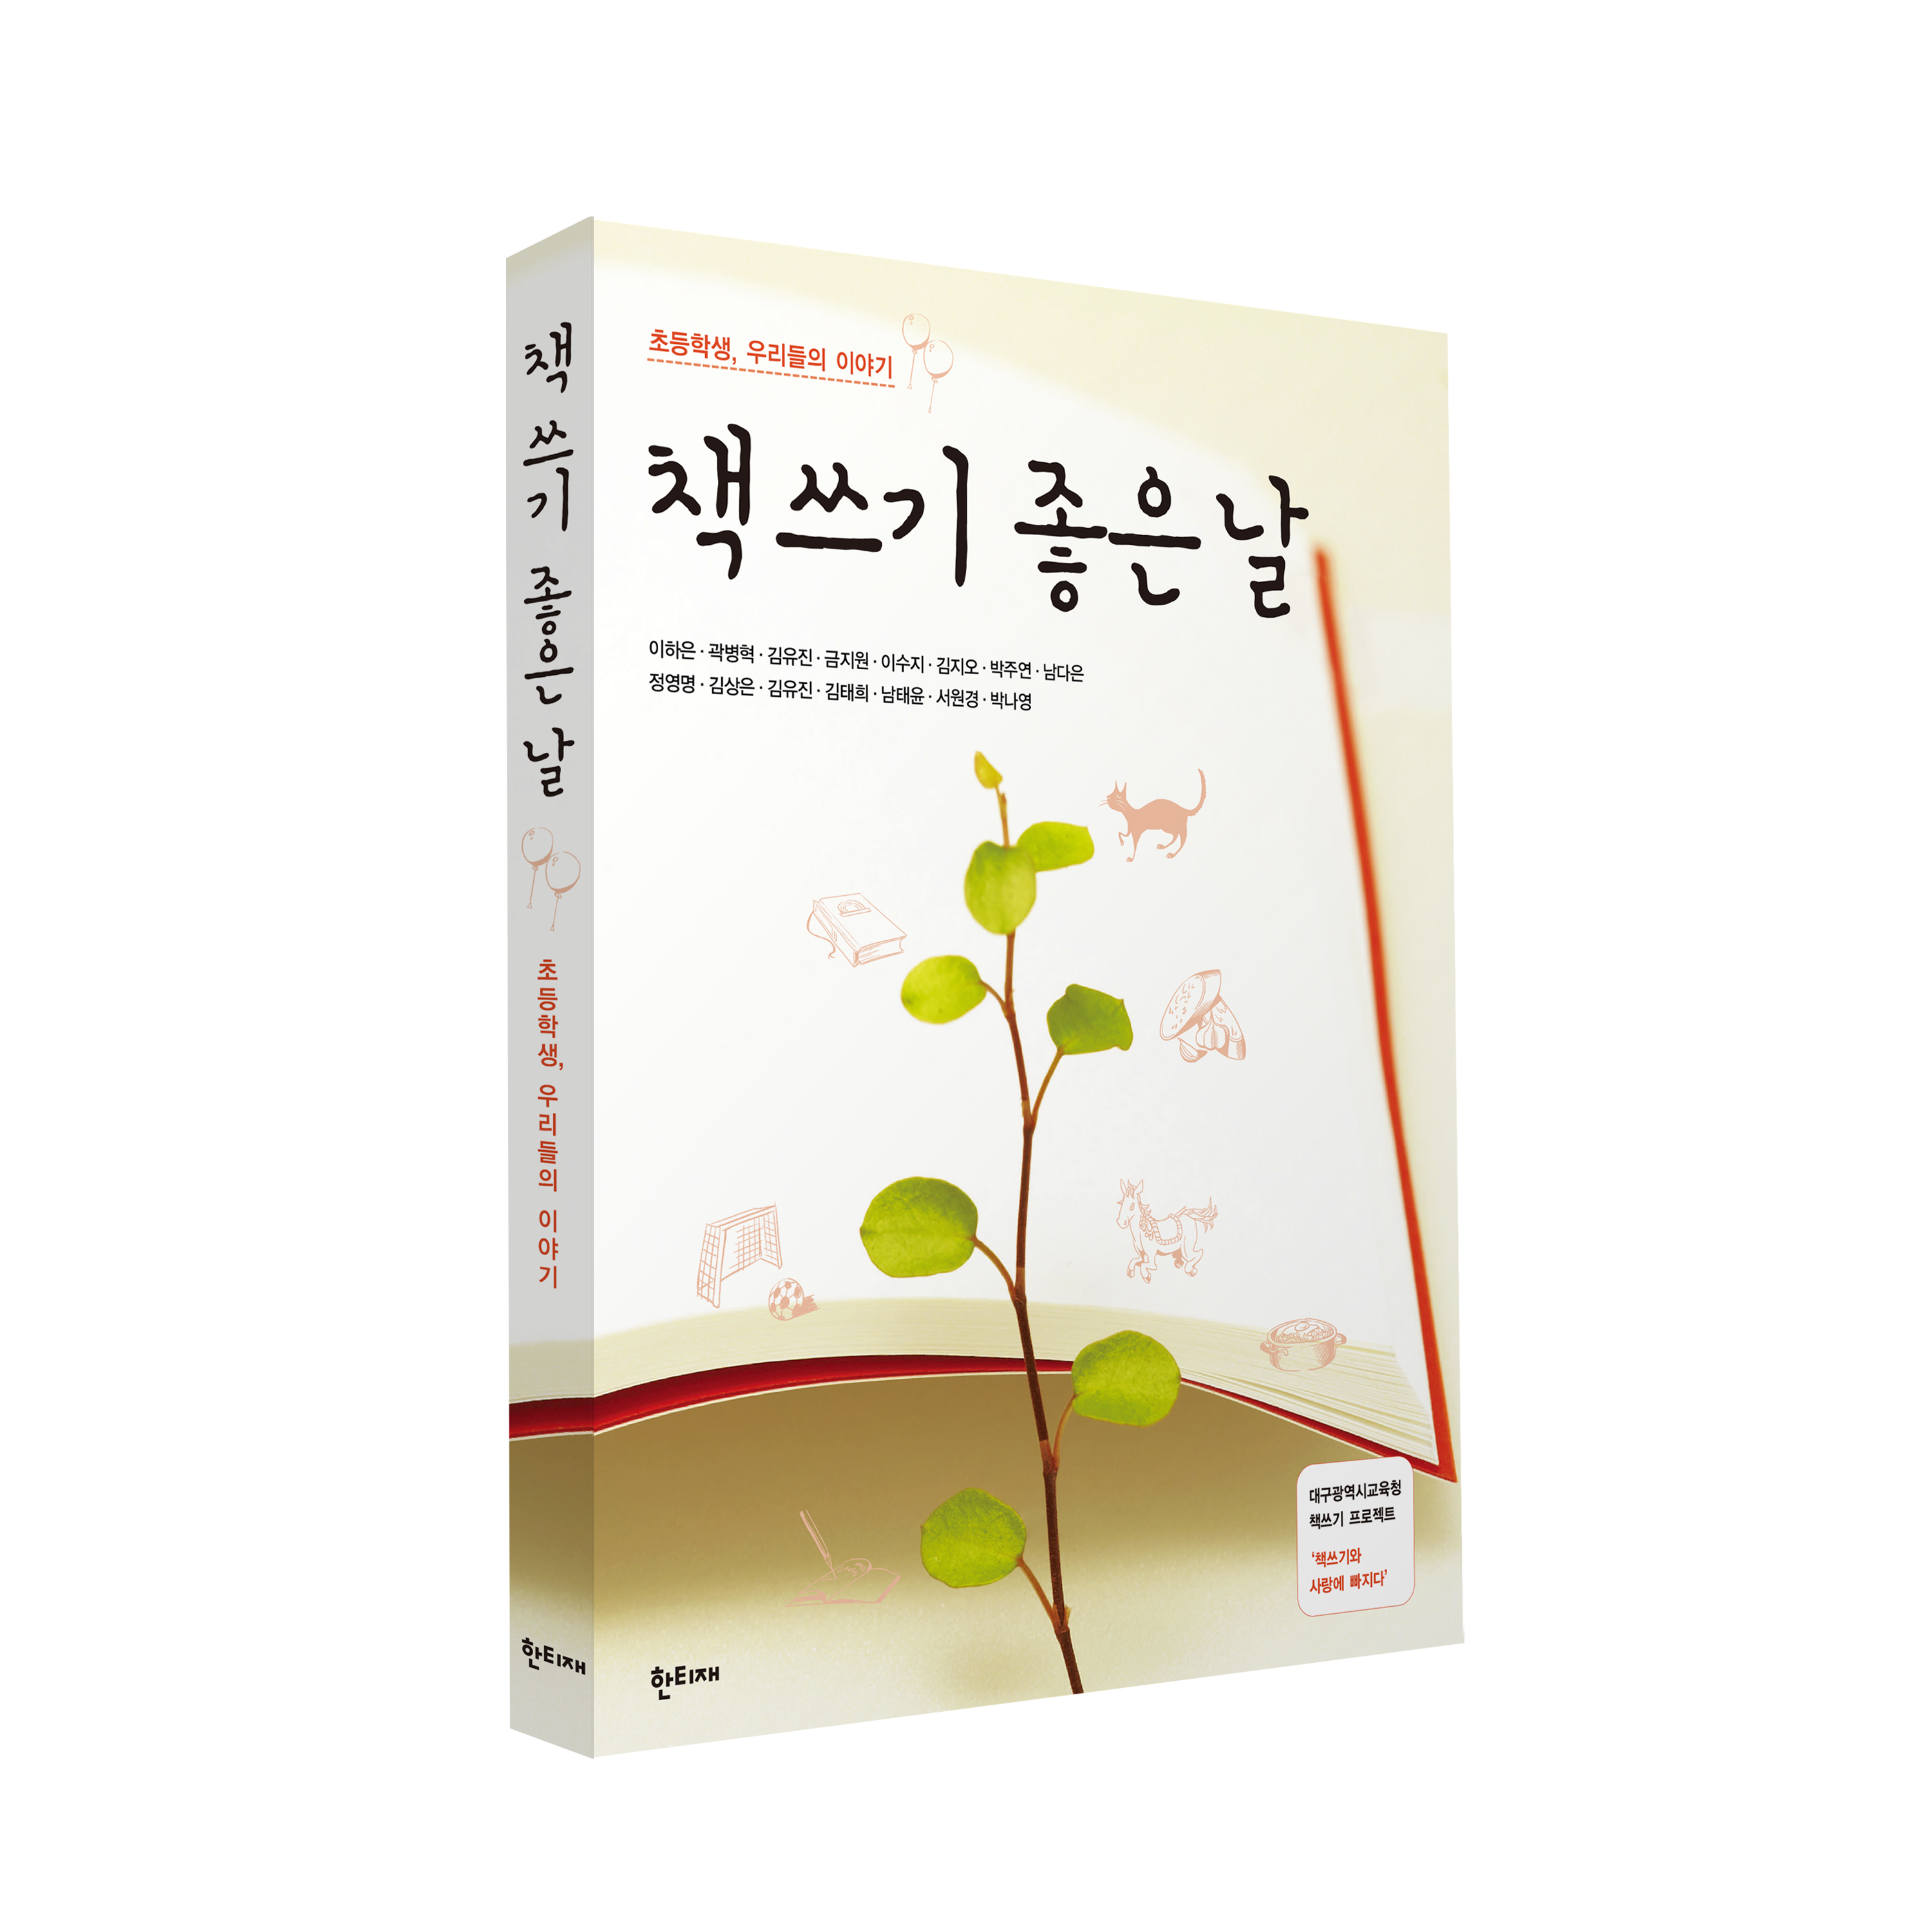 책 쓰기 좋은 날
초등학생, 우리들의 이야기
한티재
초등학생, 우리들의 이야기
책 쓰기 좋은 날
이하은 · 곽병혁 · 김유진 · 금지원 · 이수지 · 김지오 · 박주연 · 남다은
정영명 · 김상은 · 김유진 · 김태희 · 남태윤 · 서원경 · 박나영
대구광역시교육청
책쓰기 프로젝트
‘책쓰기와
사랑에 빠지다’
한티재